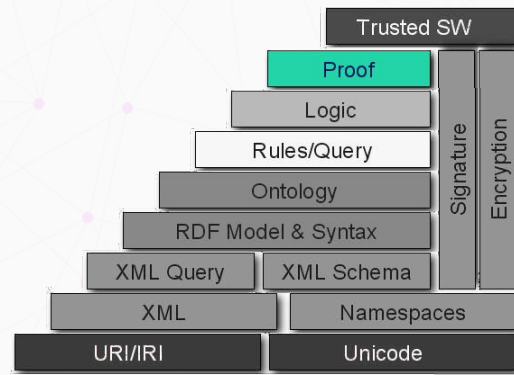 Trusted SW
Proof
Logic
Rules/Query
Ontology
RDF Model & Syntax
XML Query
XML Schema
XML
Namespaces
URI/IRI
Unicode
Signature
Encryption